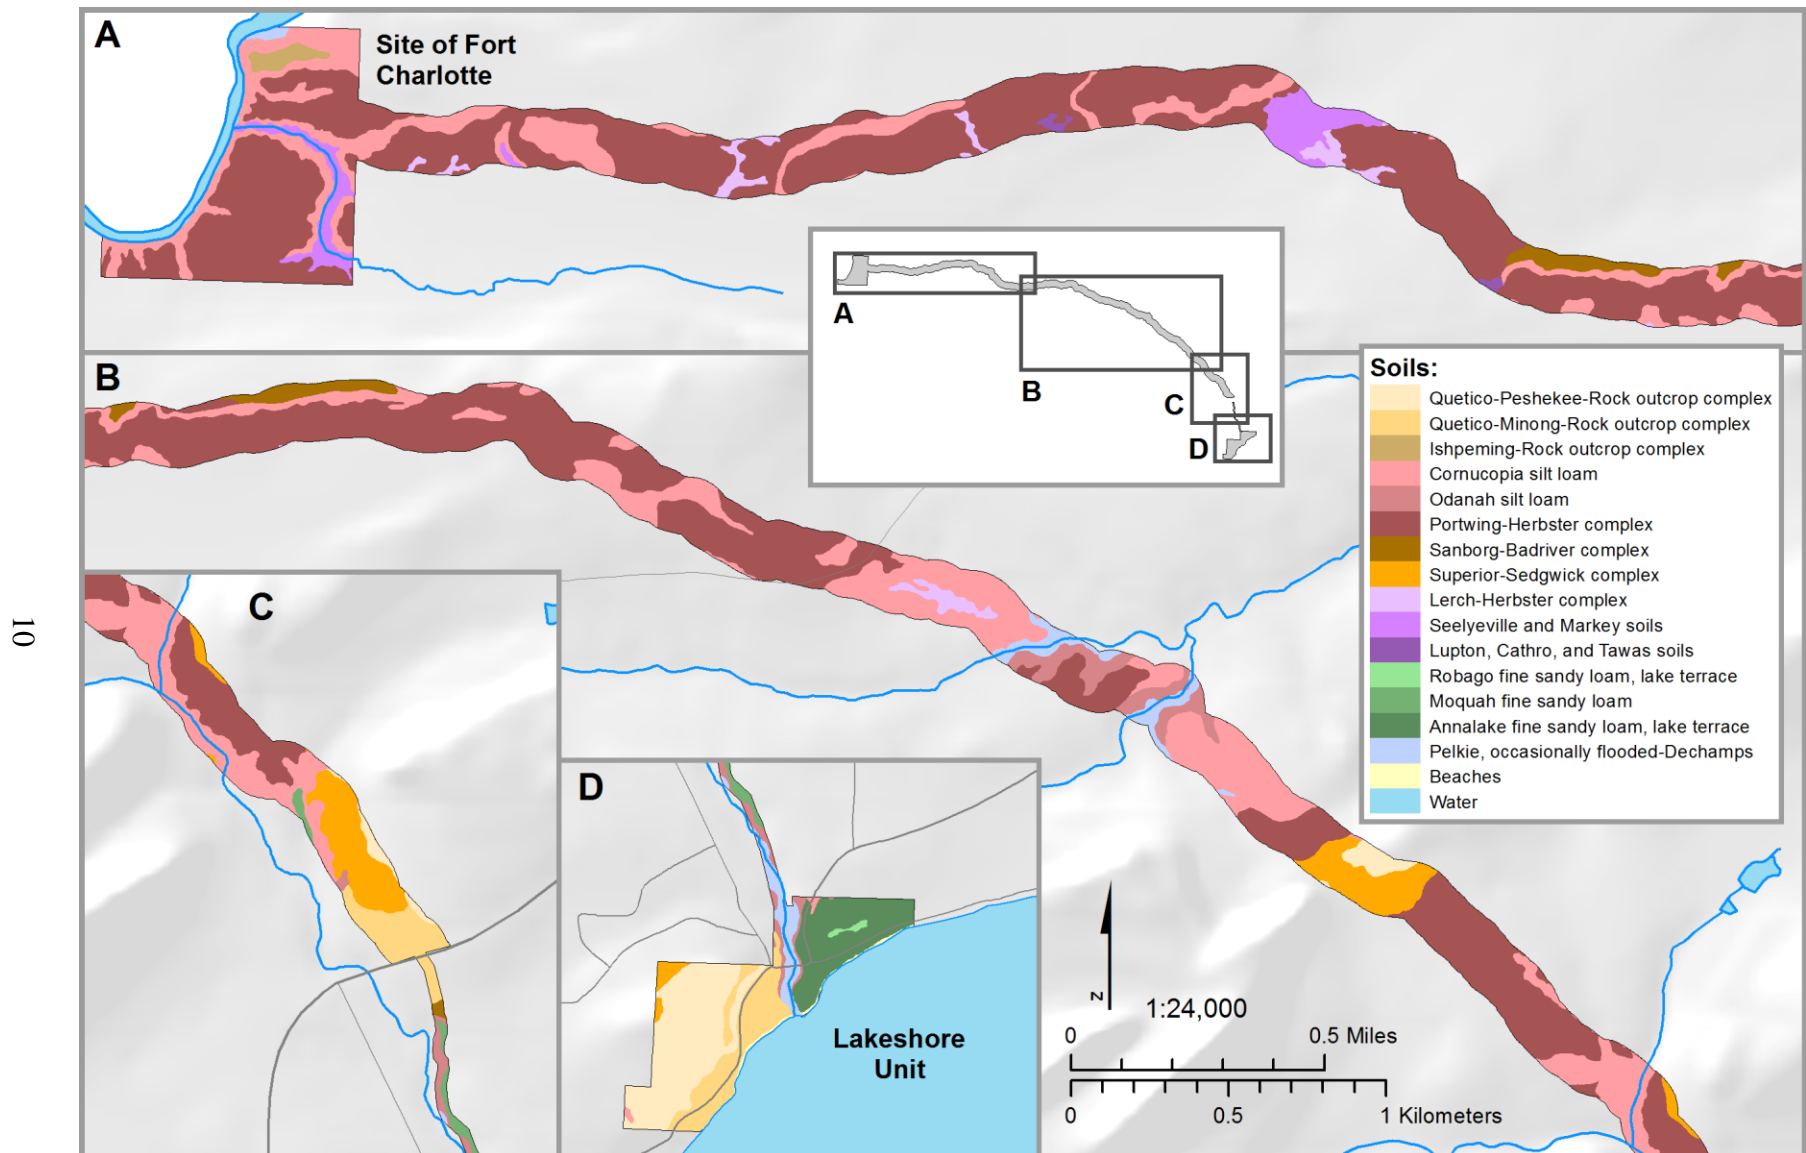 A
Site of Fort
Charlotte
A
B
C
D
B
Soils:
Quetico-Peshekee-Rock outcrop complex
Quetico-Minong-Rock outcrop complex
Ishpeming-Rock outcrop complex
Cornucopia silt loam
Odanah silt loam
Portwing-Herbster complex
Sanborg-Badriver complex
Superior-Sedgwick complex
Lerch-Herbster complex
Seelyeville and Markey soils
Lupton, Cathro, and Tawas soils
Robago fine sandy loam, lake terrace
Moquah fine sandy loam
Annalake fine sandy loam, lake terrace
Pelkie, occasionally flooded-Dechamps
Beaches
Water
C
10
D
Lakeshore
Unit
N
1:24,000
0 0.5 Miles
0 0.5 1 Kilometers